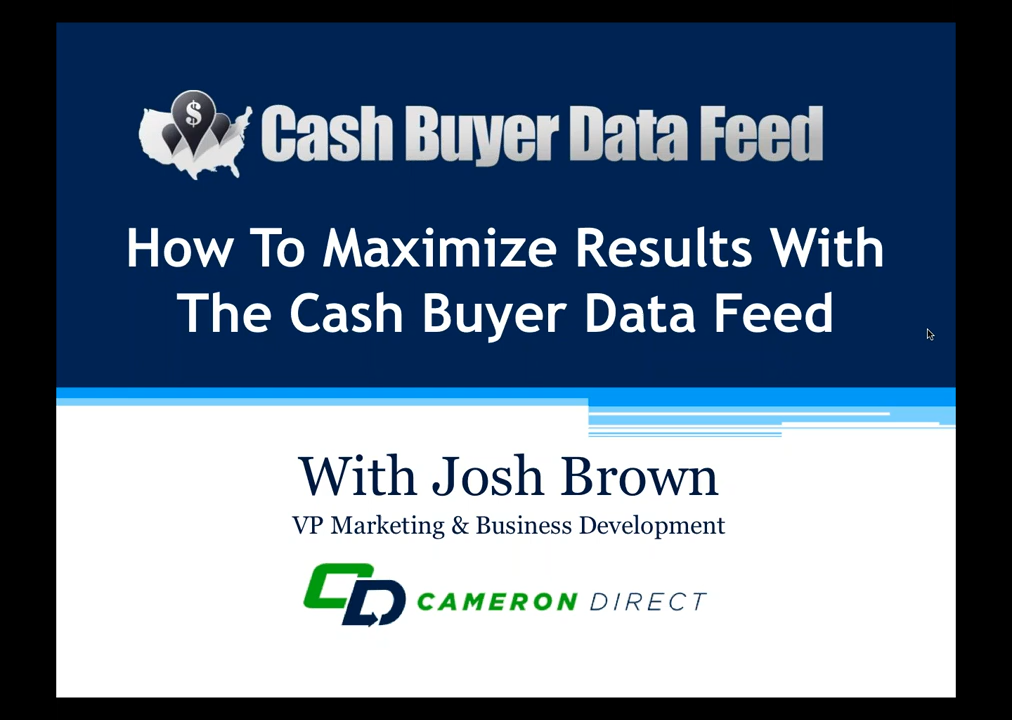 $
Cash Buyer Data Feed
How To Maximize Results With
The Cash Buyer Data Feed
With Josh Brown
VP Marketing & Business Development
CD CAMERON DIRECT